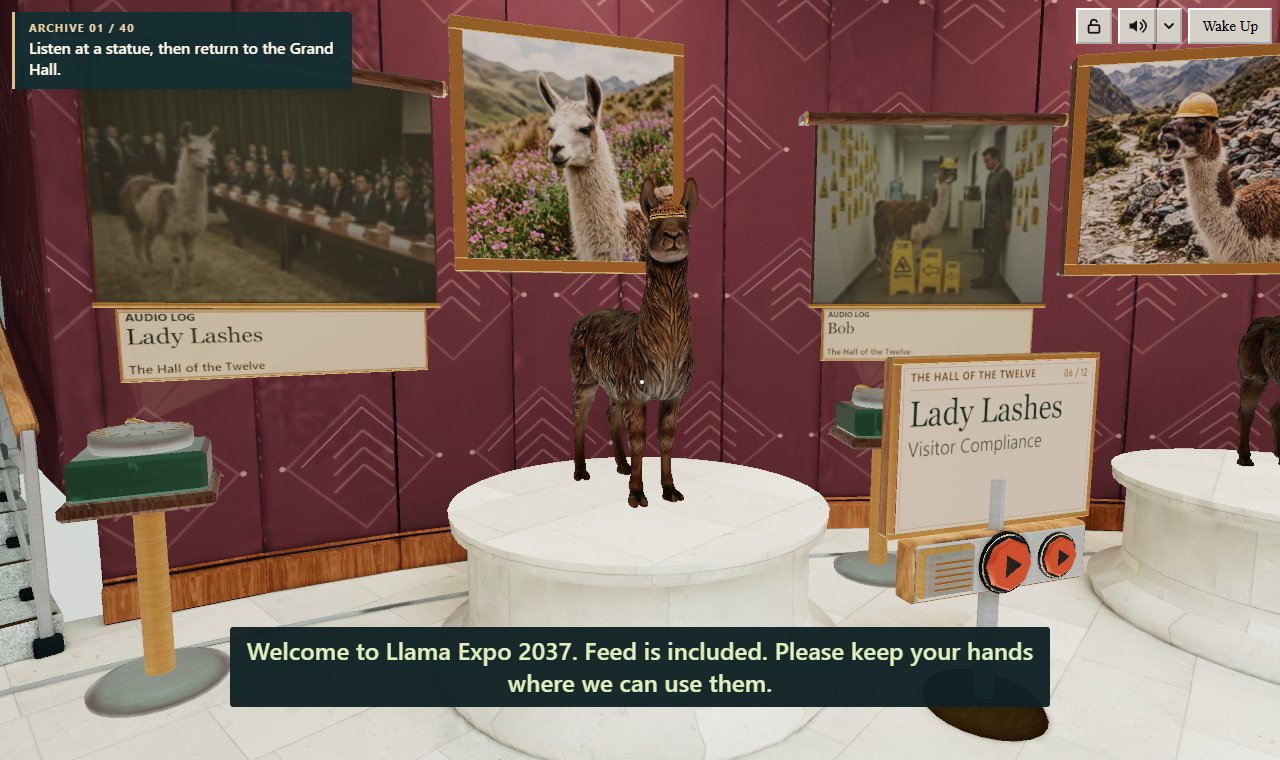 ARCHIVE 01 / 40
Listen at a statue, then return to the Grand
Hall.
Wake Up
AUDIO LOG
Lady Lashes
The Hall of the Twelve
AUDIO LOG
Bob
The Hall of the Twelve
THE HALL OF THE TWELVE 06 / 12
Lady Lashes
Visitor Compliance
Welcome to Llama Expo 2037. Feed is included. Please keep your hands
where we can use them.